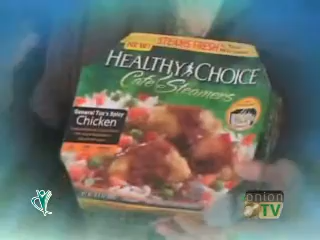 NEW!
STEAMS FRESH
HEALTHY CHOICE
Café Steamers
General Tso's Spicy
Chicken
onion
TV